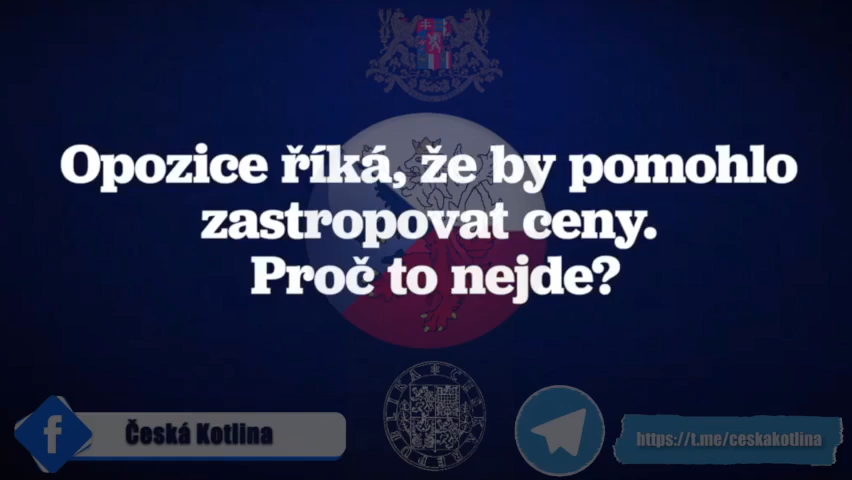 Opozice říká, že by pomohlo
zastropovat ceny.
Proč to nejde?
f
Česká Kotlina
https://t.me/ceskakotlina